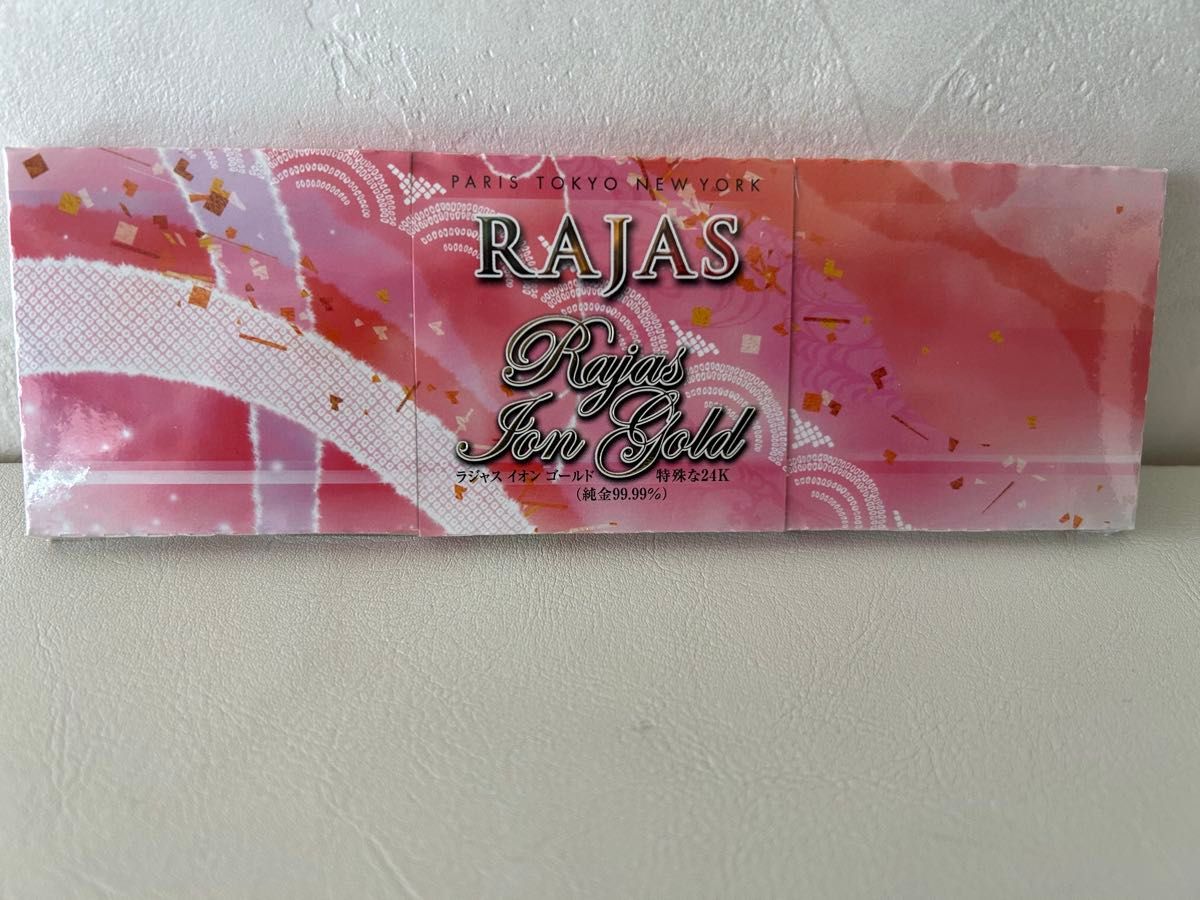 PARIS TOKYO NEW YORK
RAJAS
Rajas
Ion Gold
ラジャス イオン ゴールド 特殊な24K
（純金99.99%）